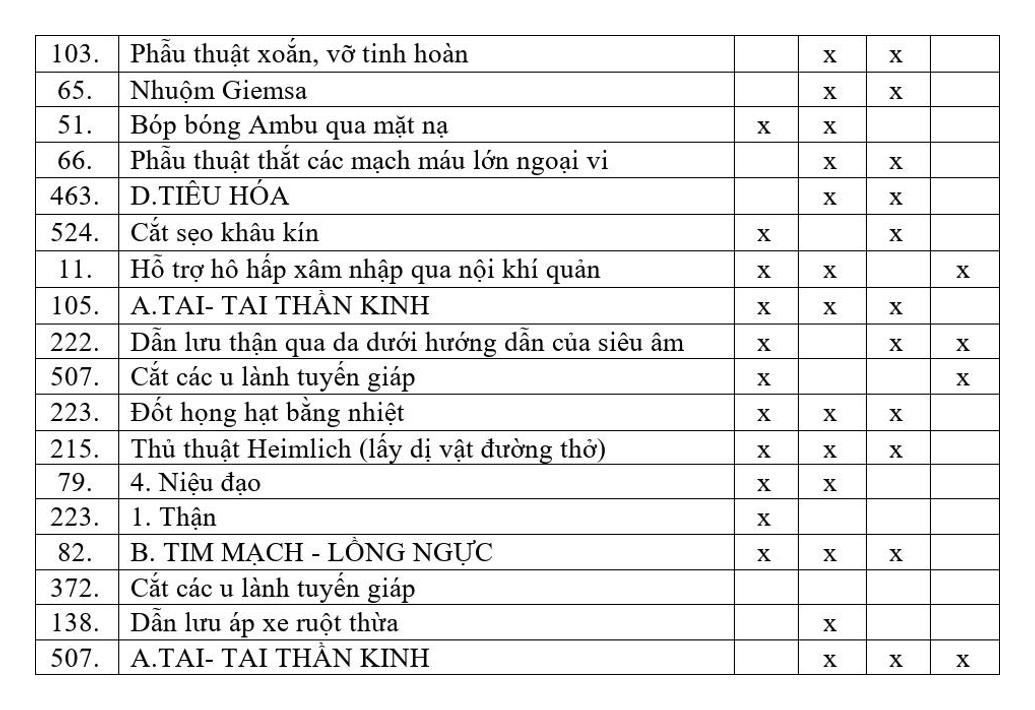 103. Phẫu thuật xoắn, vỡ tinh hoàn x x
65. Nhuộm Giemsa x x
51. Bóp bóng Ambu qua mặt nạ x x
66. Phẫu thuật thắt các mạch máu lớn ngoại vi x x
463. D.TIÊU HÓA x x
524. Cắt sẹo khâu kín x x
11. Hỗ trợ hô hấp xâm nhập qua nội khí quản x x x
105. A.TAI- TAI THẦN KINH x x x
222. Dẫn lưu thận qua da dưới hướng dẫn của siêu âm x x x
507. Cắt các u lành tuyến giáp x x
223. Đốt họng hạt bằng nhiệt x x x
215. Thủ thuật Heimlich (lấy dị vật đường thở) x x x
79. 4. Niệu đạo x x
223. 1. Thận x
82. B. TIM MẠCH - LỒNG NGỰC x x x
372. Cắt các u lành tuyến giáp
138. Dẫn lưu áp xe ruột thừa x
507. A.TAI- TAI THẦN KINH x x x